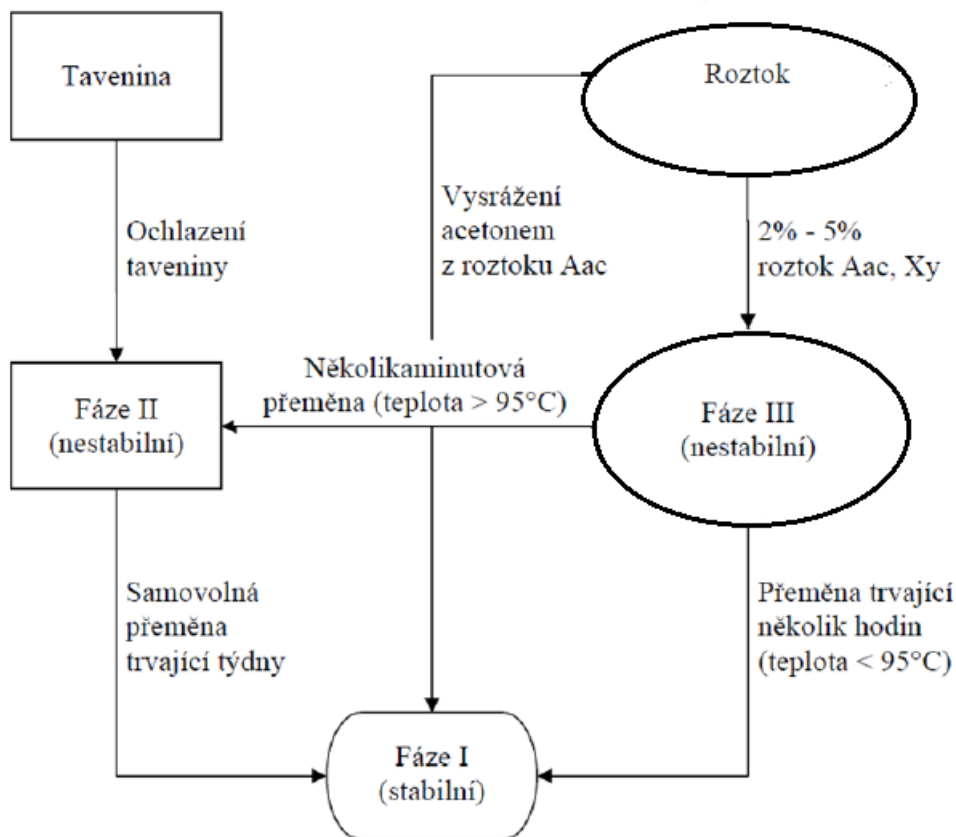 Tavenina
Roztok
Ochlazení
taveniny
Vysrážení
acetonem
z roztoku Aac
2% - 5%
roztok Aac, Xy
Několikaminutová
přeměna (teplota > 95°C)
Fáze II
(nestabilní)
Fáze III
(nestabilní)
Samovolná
přeměna
trvající týdny
Přeměna trvající
několik hodin
(teplota < 95°C)
Fáze I
(stabilní)